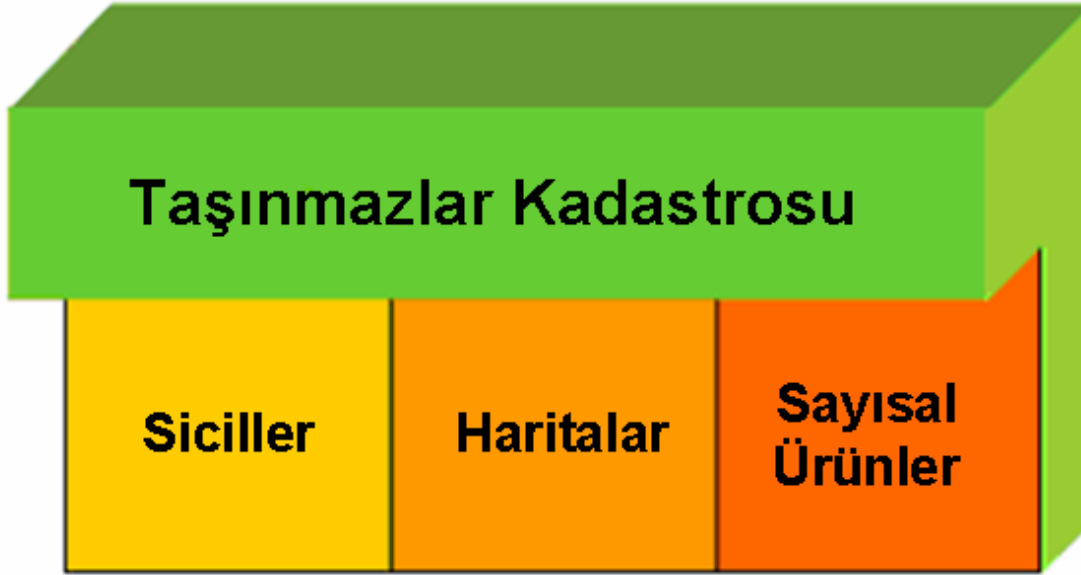 Taşınmazlar Kadastrosu
Siciller
Haritalar
Sayısal
Ürünler